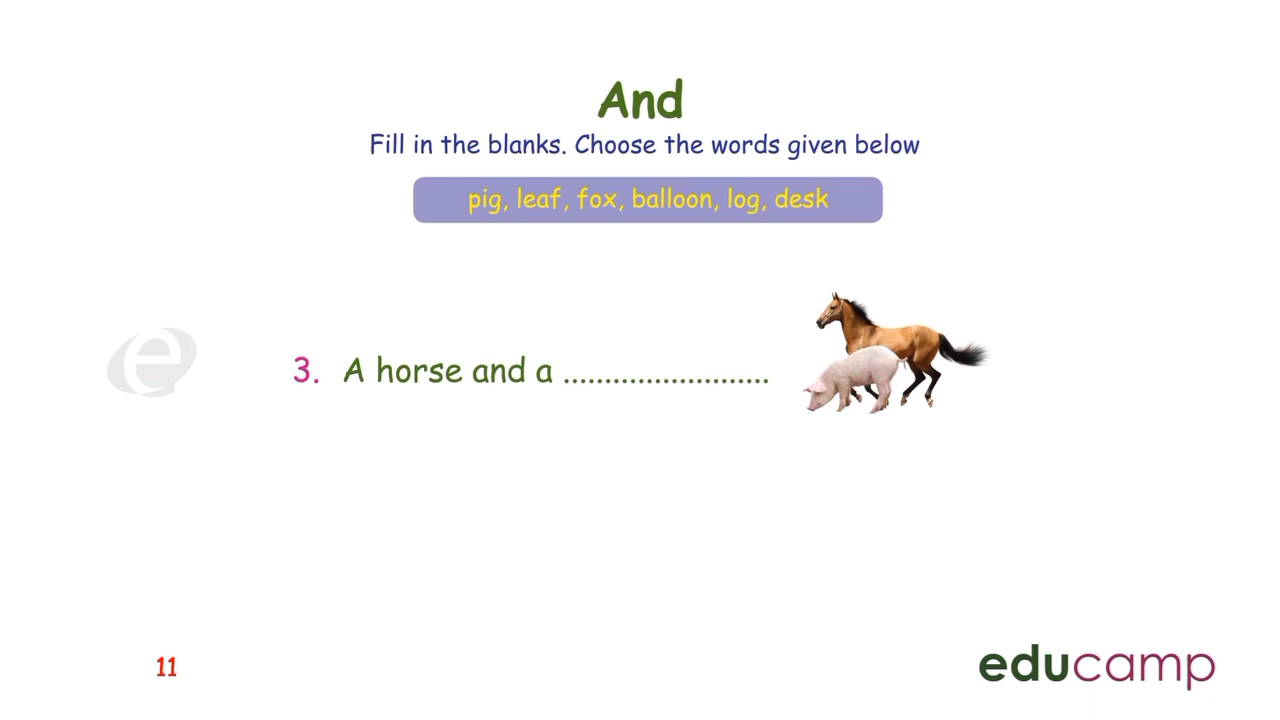 And
Fill in the blanks. Choose the words given below
pig, leaf, fox, balloon, log, desk
e
3. A horse and a .........................
11
educamp